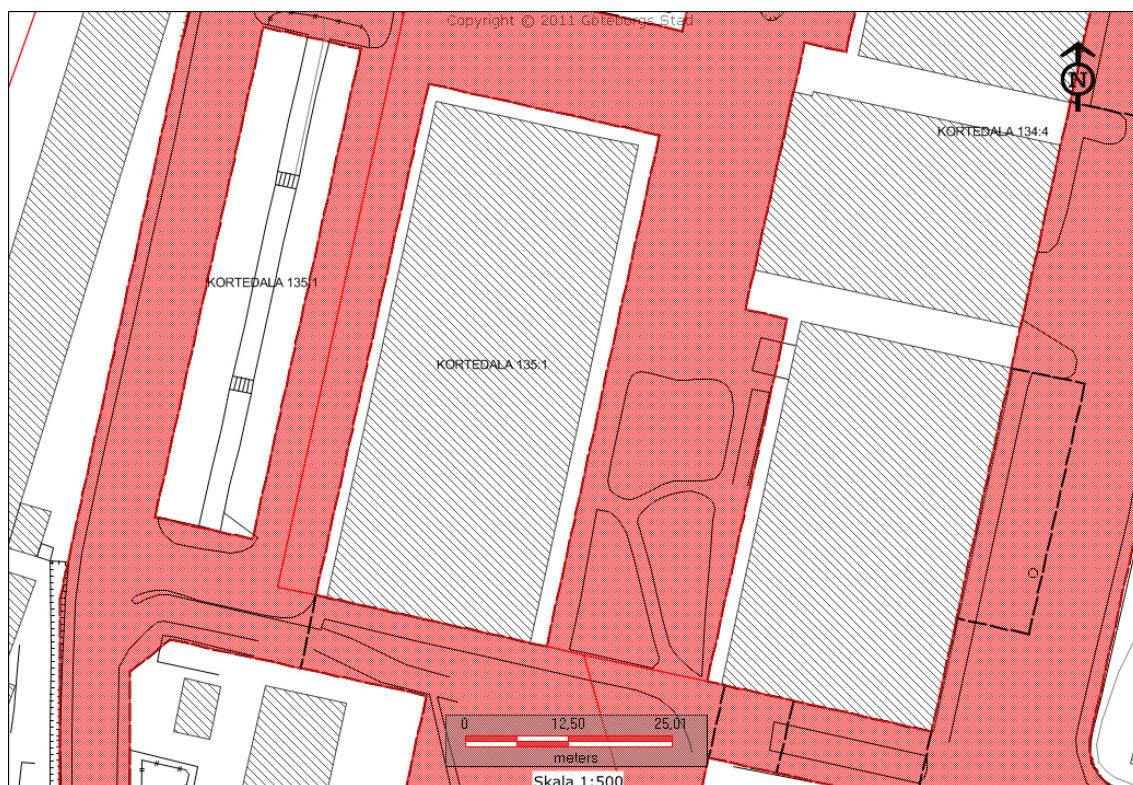 Copyright © 2011 Göteborgs Stad
N
KORTEDALA 134:4
KORTEDALA 135:1
KORTEDALA 135:1
0 12,50 25,01
meters
Skala 1:500